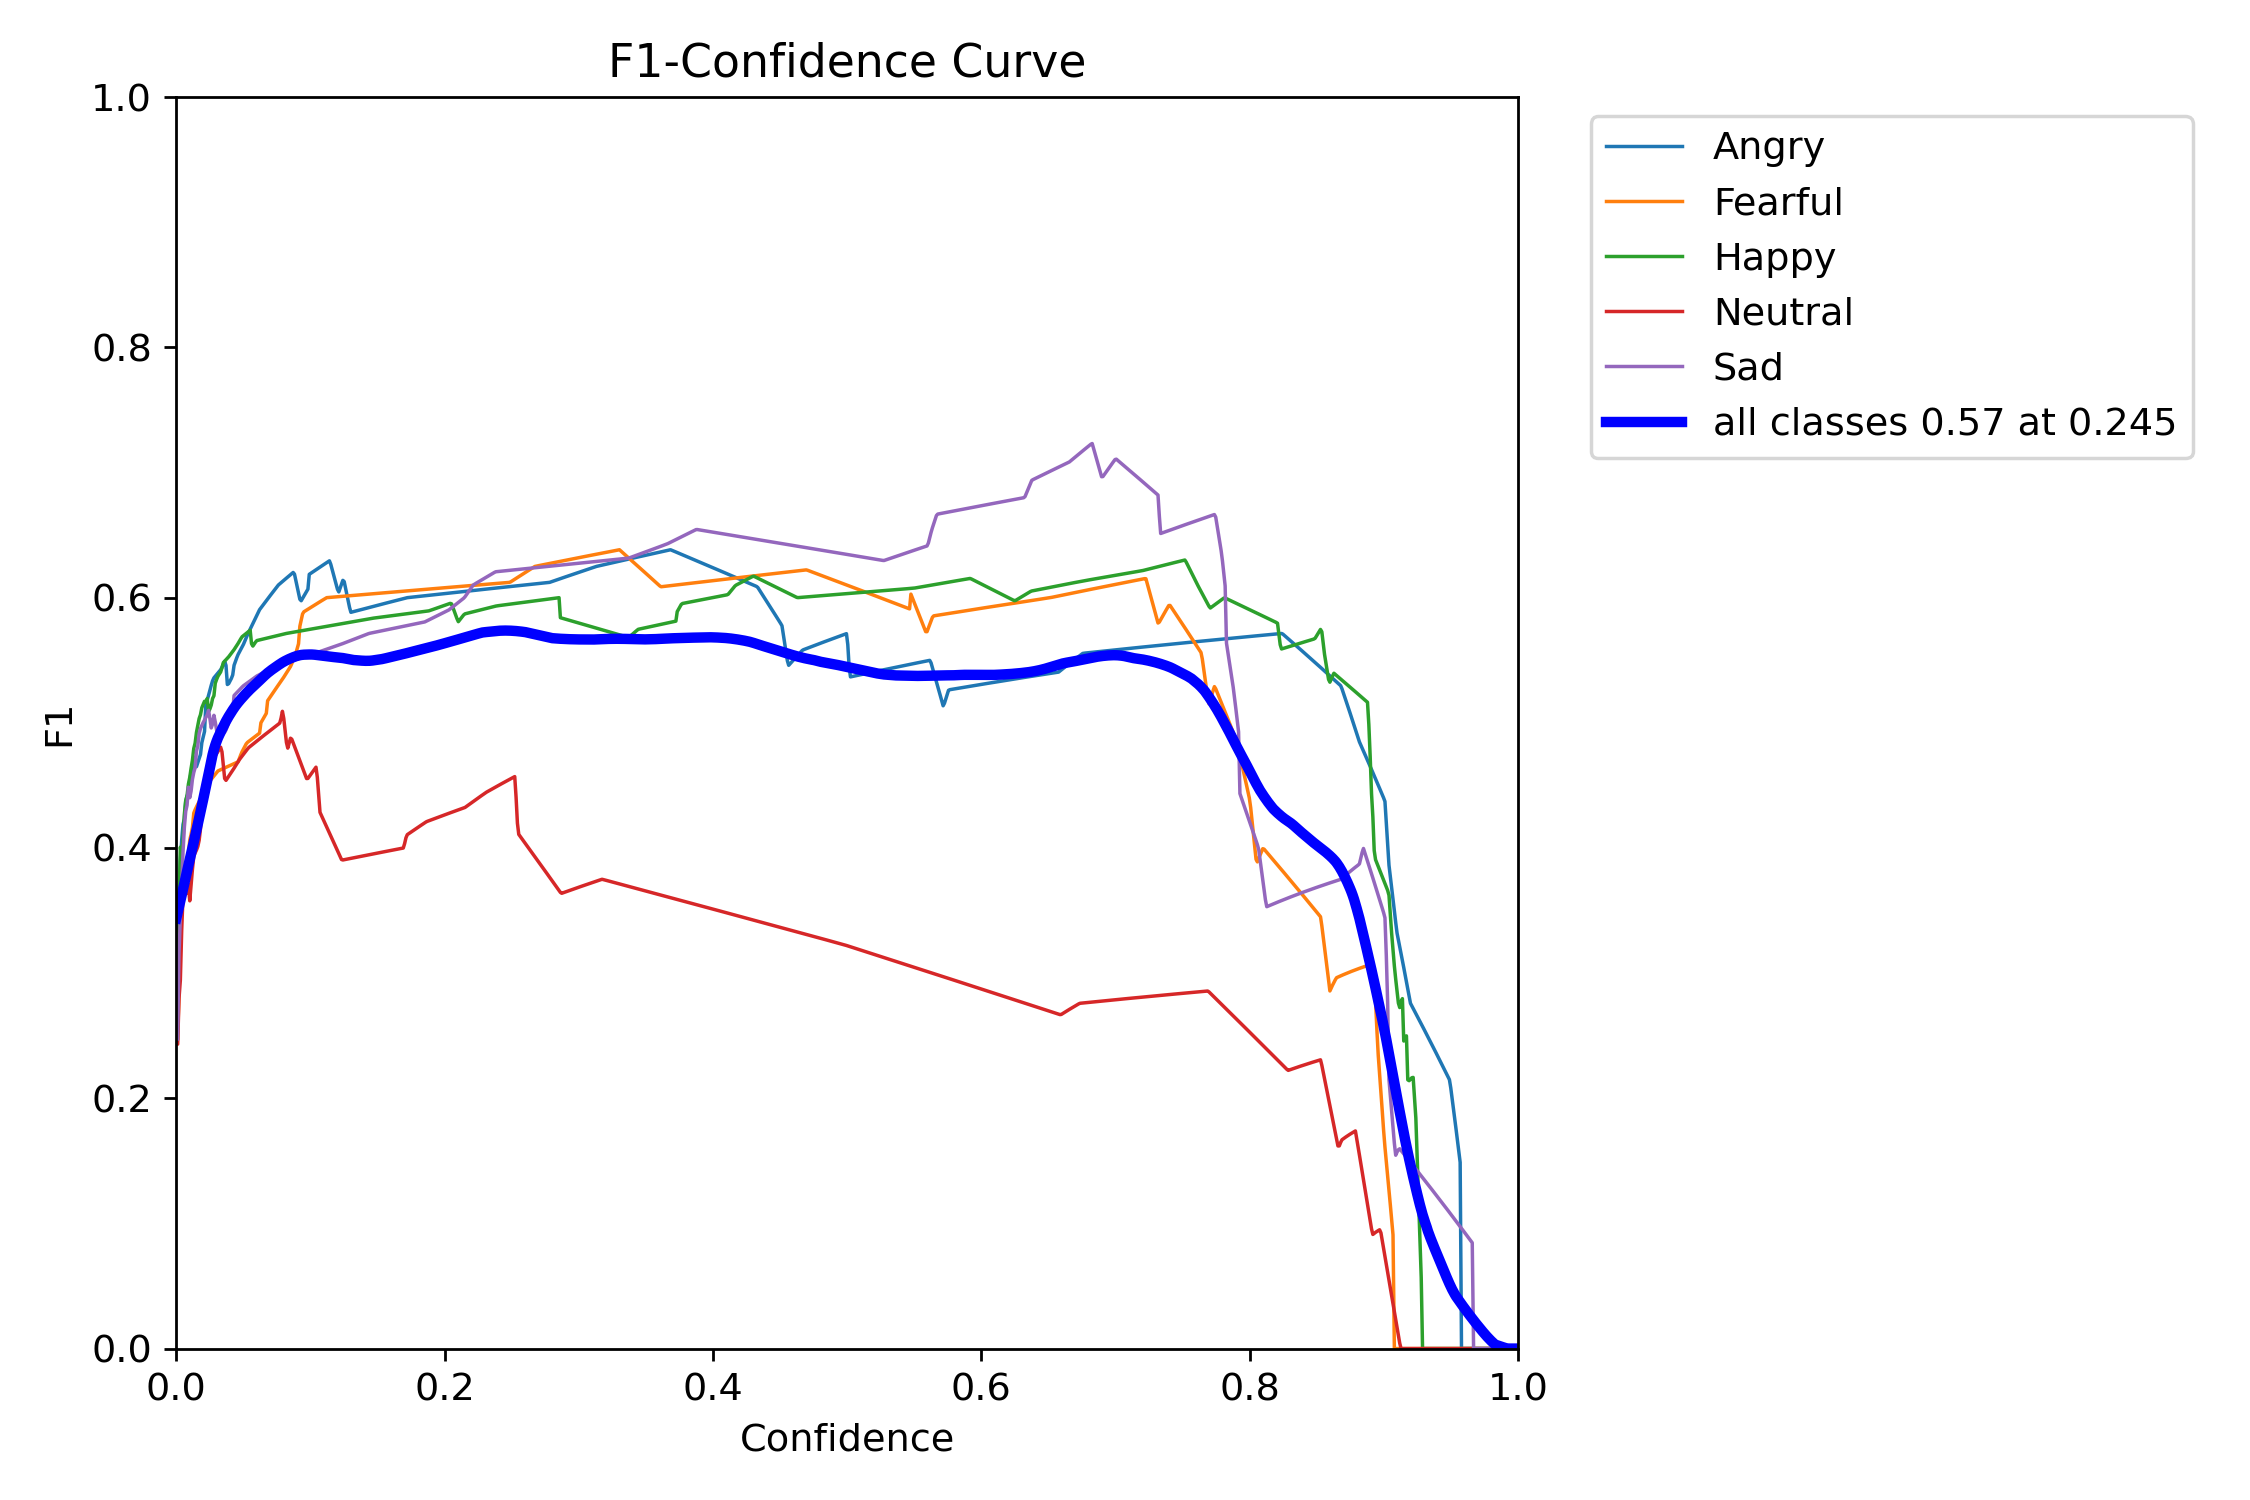 F1-Confidence Curve
1.0
0.8
0.6
0.4
0.2
0.0
F1
0.0 0.2 0.4 0.6 0.8 1.0
Confidence
Angry
Fearful
Happy
Neutral
Sad
all classes 0.57 at 0.245